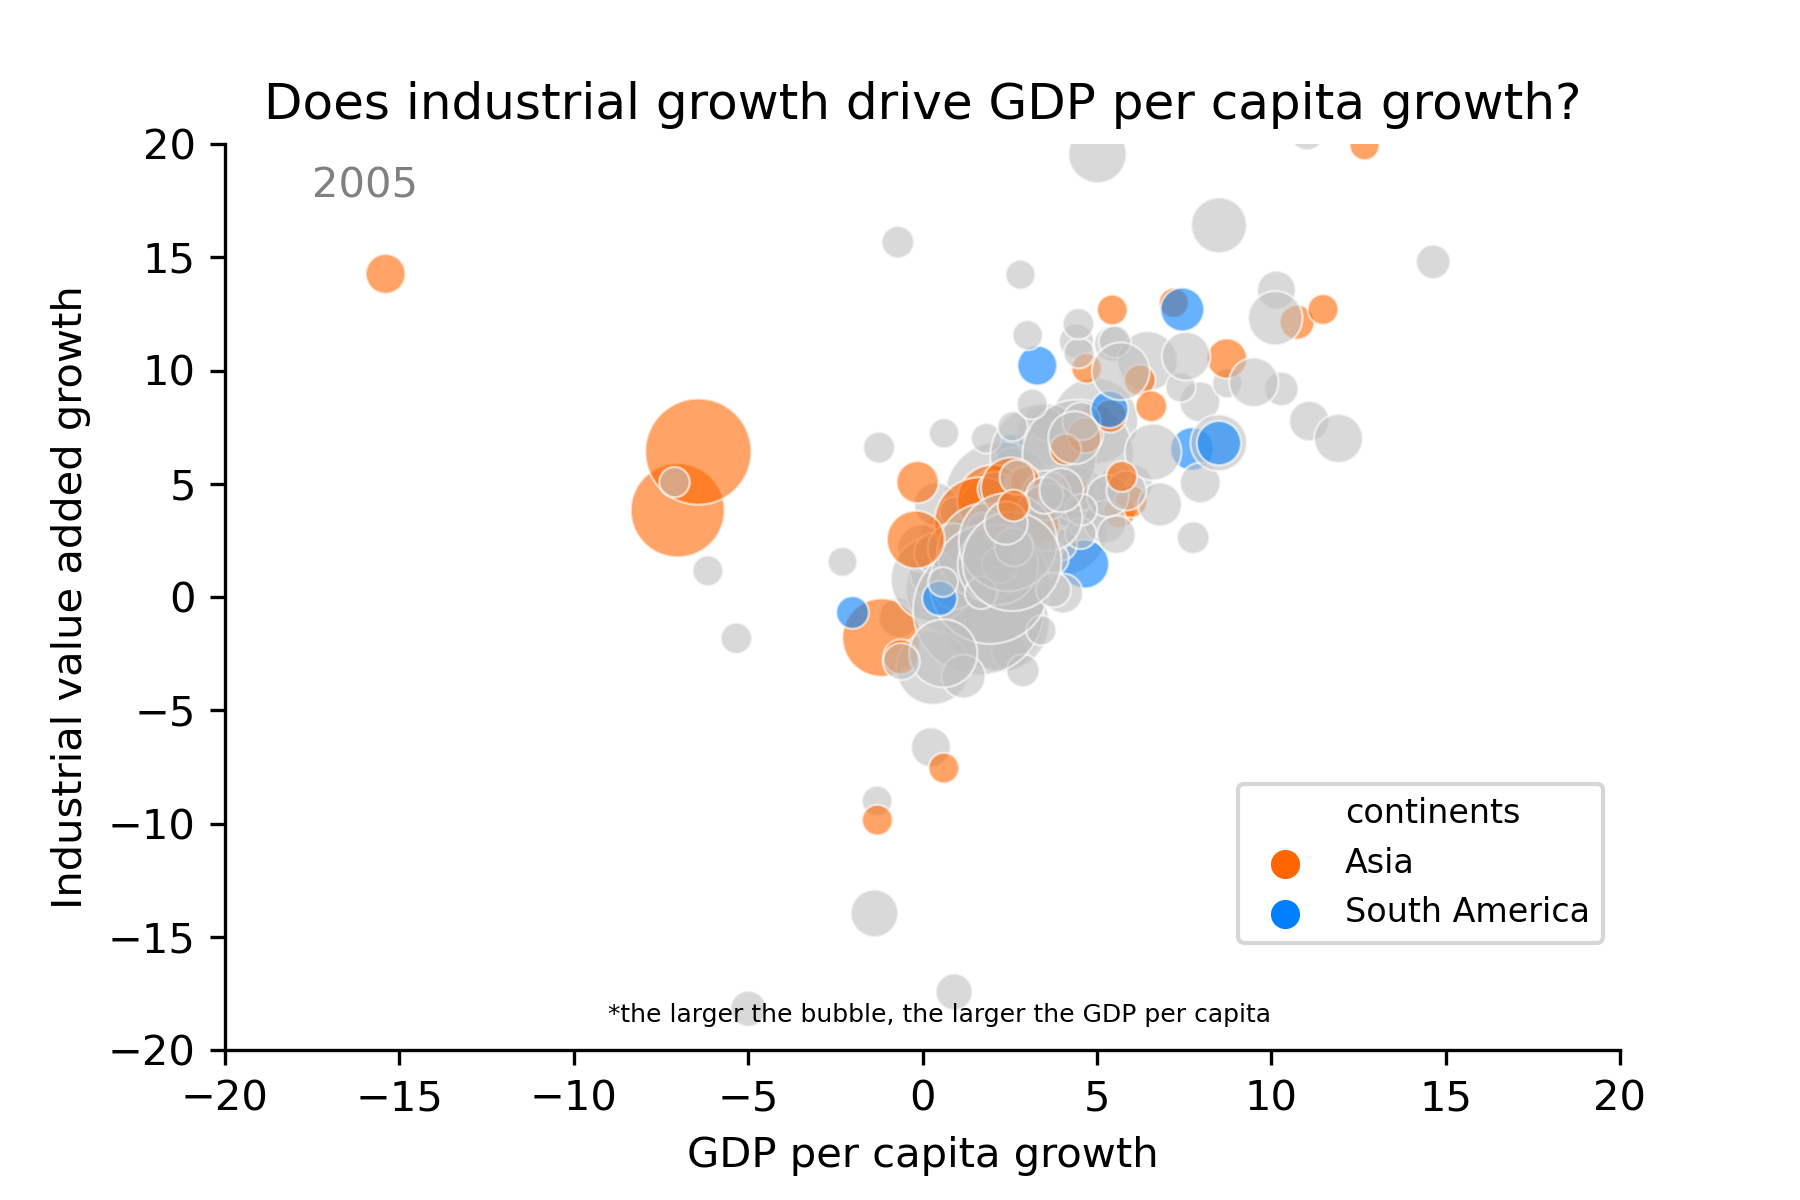 Does industrial growth drive GDP per capita growth?
2005
Industrial value added growth
20
15
10
5
0
−5
−10
−15
−20
continents
Asia
South America
*the larger the bubble, the larger the GDP per capita
−20 −15 −10 −5 0 5 10 15 20
GDP per capita growth